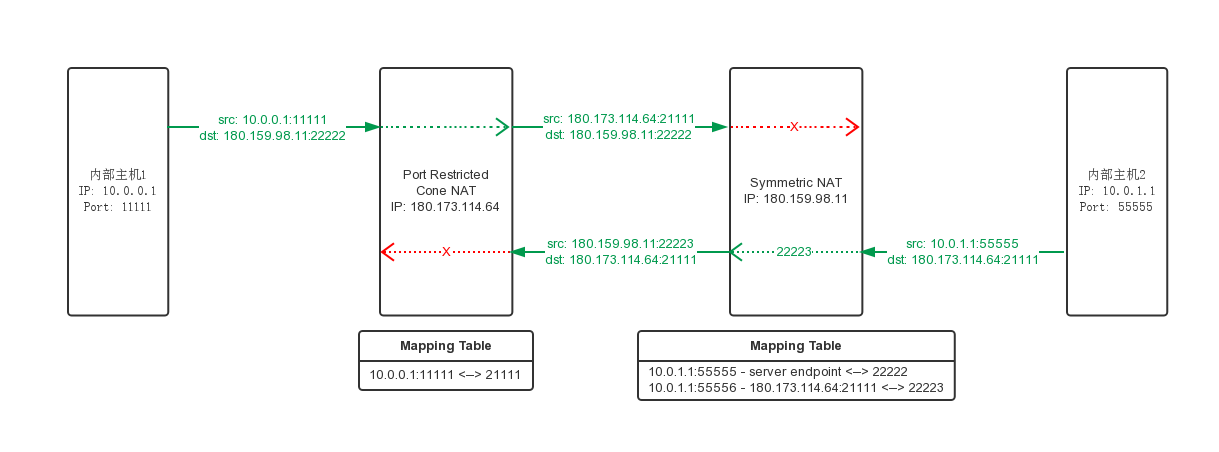 内部主机1
IP: 10.0.0.1
Port: 11111
src: 10.0.0.1:11111
dst: 180.159.98.11:22222
Port Restricted
Cone NAT
IP: 180.173.114.64
X
src: 180.173.114.64:21111
dst: 180.159.98.11:22222
X
Symmetric NAT
IP: 180.159.98.11
src: 180.159.98.11:22223
dst: 180.173.114.64:21111
22223
src: 10.0.1.1:55555
dst: 180.173.114.64:21111
内部主机2
IP: 10.0.1.1
Port: 55555
Mapping Table
10.0.0.1:11111 <--> 21111
Mapping Table
10.0.1.1:55555 - server endpoint <--> 22222
10.0.1.1:55556 - 180.173.114.64:21111 <--> 22223